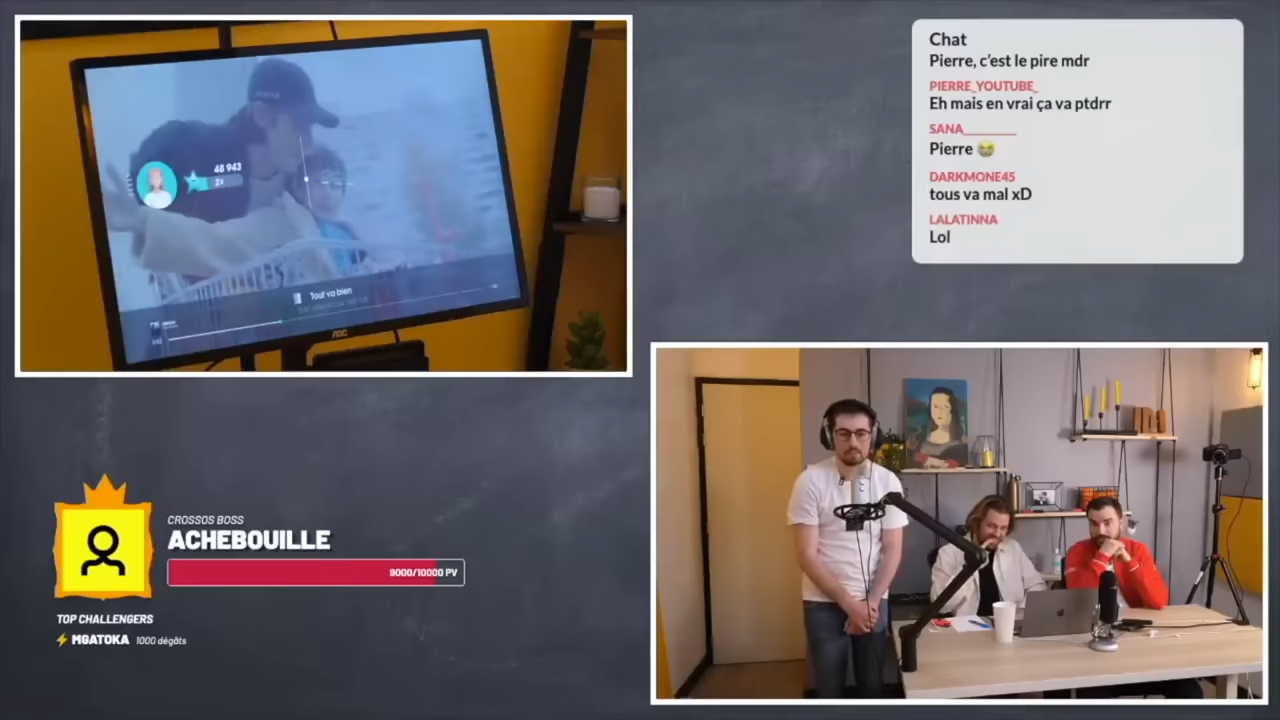 48 943
2x
Tout va bien
AOC
Chat
Pierre, c'est le pire mdr
PIERRE_YOUTUBE_
Eh mais en vrai ça va ptdrr
SANA________
Pierre 😭
DARKMONE45
tous va mal xD
LALATINNA
Lol
CROSSOS BOSS
ACHEBOUILLE
9000/10000 PV
TOP CHALLENGERS
⚡ MGATOKA 1000 dégâts